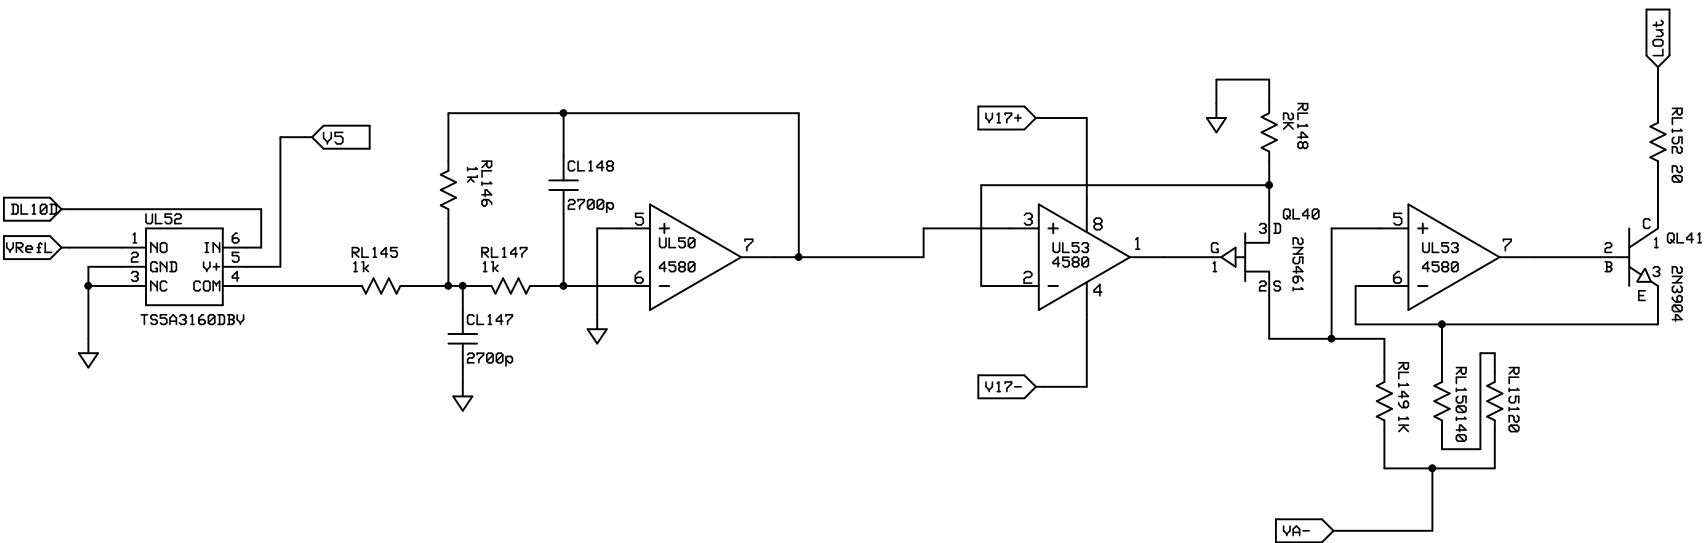 DL10D
VRefL
UL52
1 NO
2 GND
3 NC
IN 6
V+ 5
COM 4
TS5A3160DBV
V5
RL145
1k
RL146
1k
RL147
1k
CL148
2700p
CL147
2700p
5
+
6
−
UL50
4580
7
V17+
V17-
3
+
2
−
UL53
4580
8
4
1
RL148
2K
G
1
3 D
2 S
QL40
2N5461
5
+
6
−
UL53
4580
7
2
B
C
1
3
E
QL41
2N3904
LOut
RL152 20
RL149 1K
RL150140
RL15120
VA-